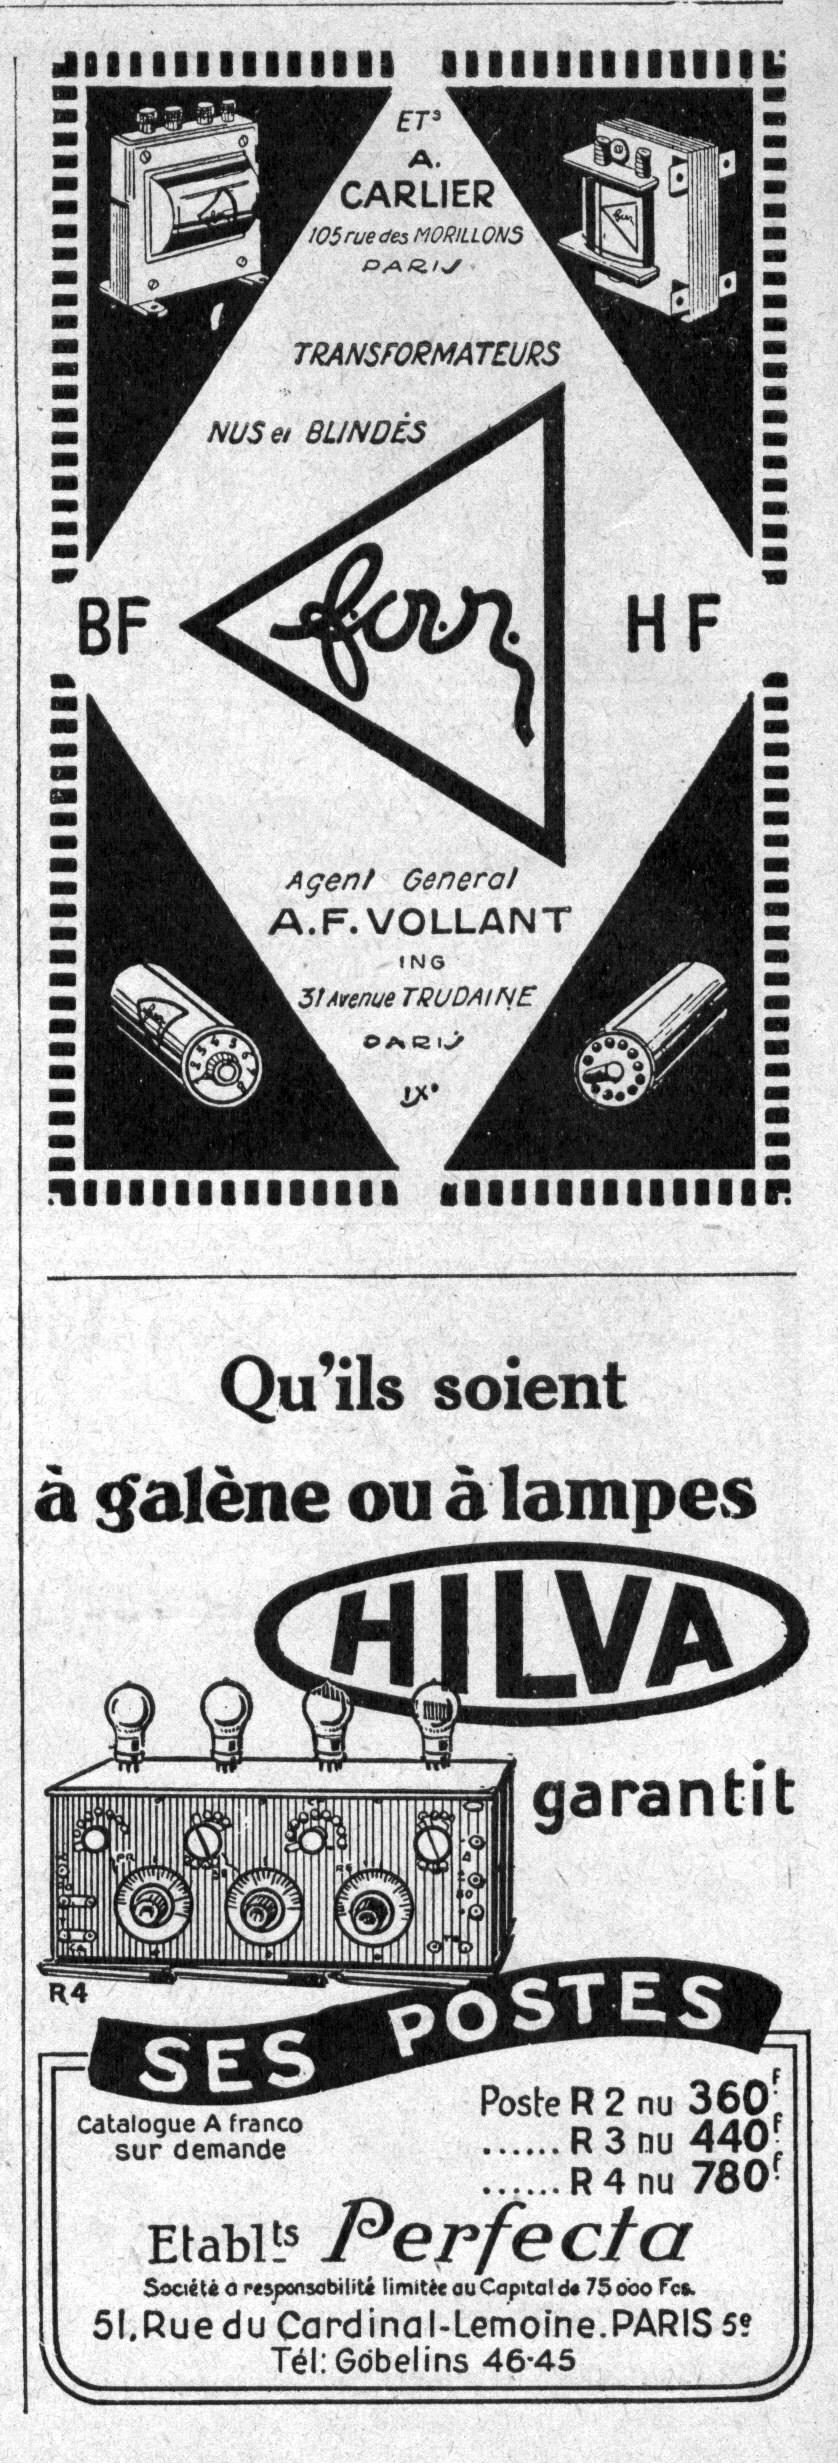 ETS
A.
CARLIER
105 rue des MORILLONS
PARIS
TRANSFORMATEURS
NUS et BLINDÉS
BF
far.
HF
Agent General
A.F. VOLLANT
ING
31 Avenue TRUDAINE
PARIS
IXe
Qu'ils soient
à galène ou à lampes
HILVA
garantit
R4
SES POSTES
Catalogue A franco
sur demande
Poste R 2 nu 360F.
...... R 3 nu 440F.
...... R 4 nu 780F.
Etablts Perfecta
Société à responsabilité limitée au Capital de 75 000 Fcs.
51, Rue du Cardinal-Lemoine. PARIS 5e
Tél: Gobelins 46-45